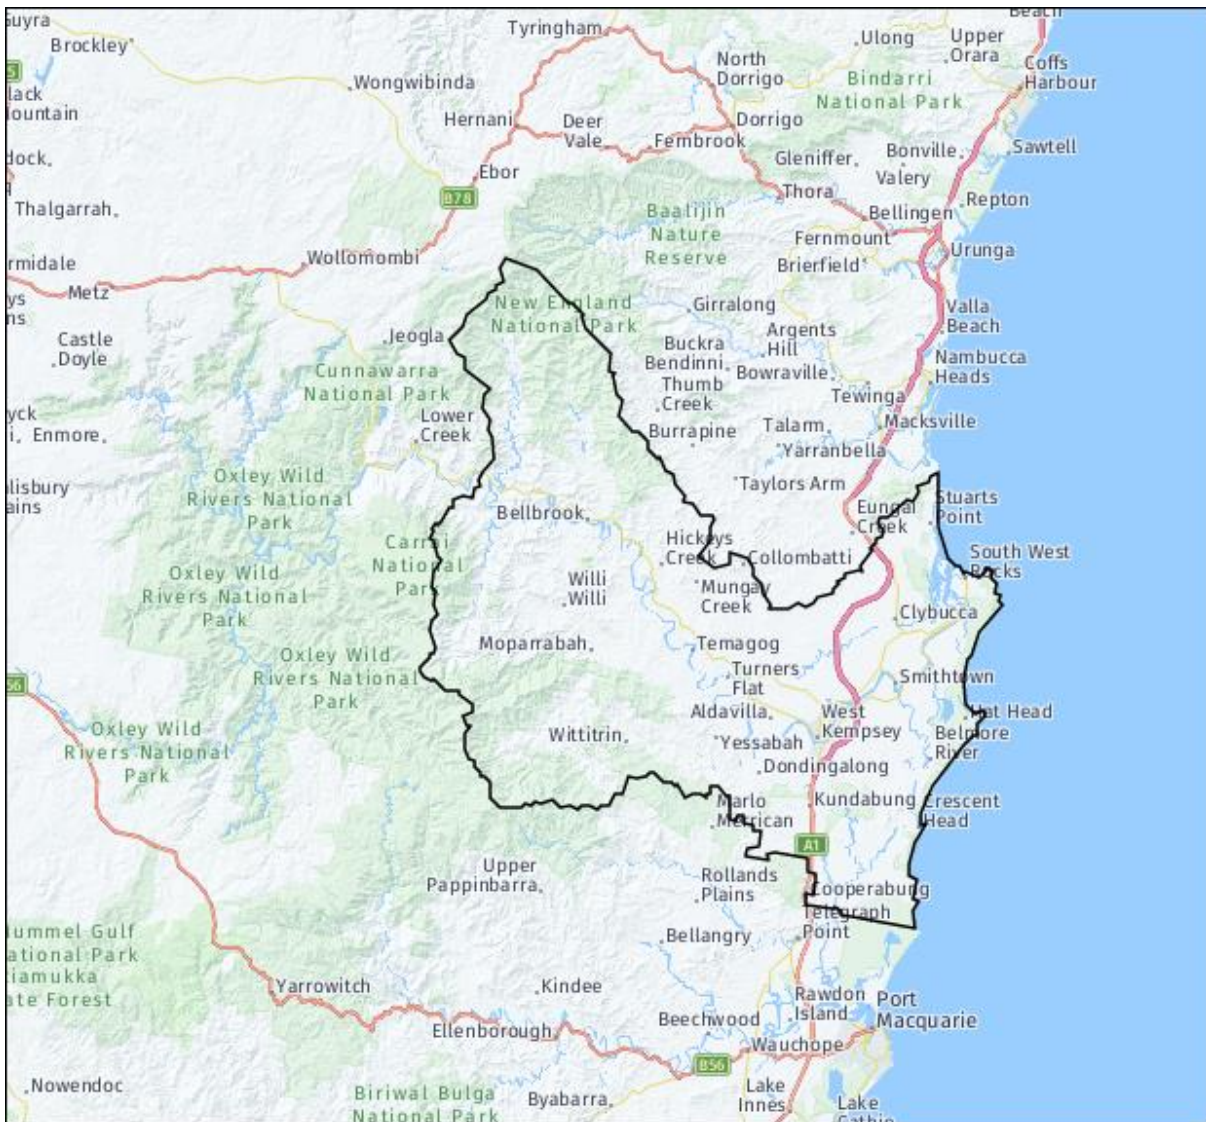 Guyra
Brockley
Tyringham
Beach
Ulong
Upper
Orara
Coffs
Harbour
North
Dorrigo
Bindarri
National Park
Wongwibinda
Hernani
Deer
Vale
Dorrigo
Fernbrook
Gleniffer
Bonville
Valery
Sawtell
Ebor
B78
Thora
Repton
Thalgarrah
Baalijin
Nature
Reserve
Bellingen
Fernmount
Brierfield
Urunga
Wollomombi
Metz
New England
National Park
Girralong
Valla
Beach
Castle
Doyle
Jeogla
Buckra
Bendinni
Argents
Hill
Cunnawarra
National Park
Thumb
Creek
Bowraville
Nambucca
Heads
Tewinga
Enmore
Lower
Creek
Burrapine
Talarm
Yarranbella
Macksville
Oxley Wild
Rivers National
Park
Taylors Arm
Bellbrook
Eungai
Creek
Stuarts
Point
Carrai
National
Park
Hickeys
Creek
Collombatti
South West
Rocks
Oxley Wild
Rivers National
Park
Willi
Willi
Mungay
Creek
Clybucca
Moparrabah
Temagog
Oxley Wild
Rivers National
Park
Turners
Flat
Smithtown
56
Aldavilla
West
Kempsey
Hat Head
Oxley Wild
Rivers National
Park
Wittitrin
Yessabah
Belmore
River
Dondingalong
Marlo
Merrican
Kundabung
Crescent
Head
A1
Upper
Pappinbarra
Rollands
Plains
Cooperabung
Telegraph
Point
Bellangry
Yarrowitch
Kindee
Rawdon
Island
Port
Macquarie
Ellenborough
Beechwood
Wauchope
B56
Nowendoc
Biriwal Bulga
National Park
Byabarra
Lake
Innes
Lake